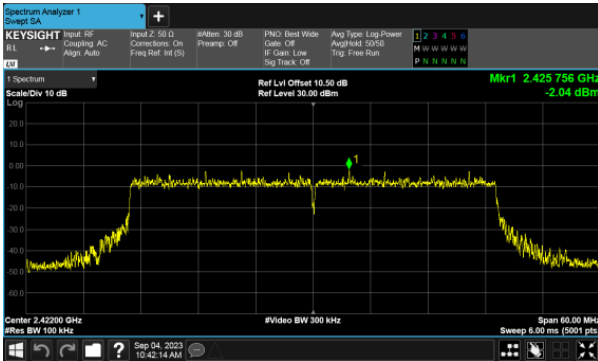 Spectrum Analyzer 1
Swept SA
+
KEYSIGHT
RL
LXI
Input: RF
Coupling: AC
Align: Auto
Input Z: 50 Ω
Corrections: On
Freq Ref: Int (S)
#Atten: 30 dB
Preamp: Off
PNO: Best Wide
Gate: Off
IF Gain: Low
Sig Track: Off
Avg Type: Log-Power
Avg|Hold: 50/50
Trig: Free Run
1 2 3 4 5 6
M W W W W W
P N N N N N
1 Spectrum
Scale/Div 10 dB
Ref Lvl Offset 10.50 dB
Ref Level 30.00 dBm
Mkr1 2.425 756 GHz
-2.04 dBm
Log
20.0
10.0
0.00
-10.0
-20.0
-30.0
-40.0
-50.0
-60.0
1
Center 2.42200 GHz
#Res BW 100 kHz
#Video BW 300 kHz
Span 60.00 MHz
Sweep 6.00 ms (5001 pts)
?
Sep 04, 2023
10:42:14 AM